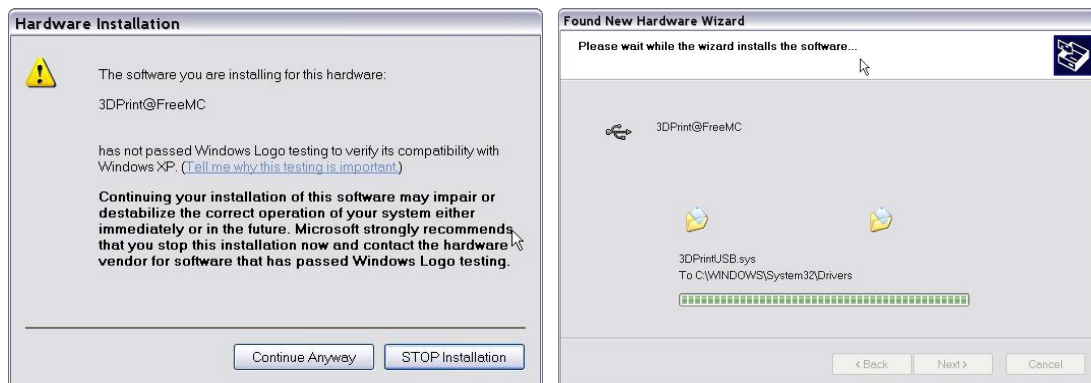 Hardware Installation
The software you are installing for this hardware:
3DPrint@FreeMC
has not passed Windows Logo testing to verify its compatibility with
Windows XP. (Tell me why this testing is important.)
Continuing your installation of this software may impair or
destabilize the correct operation of your system either
immediately or in the future. Microsoft strongly recommends
that you stop this installation now and contact the hardware
vendor for software that has passed Windows Logo testing.
Continue Anyway
STOP Installation
Found New Hardware Wizard
Please wait while the wizard installs the software...
3DPrint@FreeMC
3DPrintUSB.sys
To C:\WINDOWS\System32\Drivers
< Back
Next >
Cancel